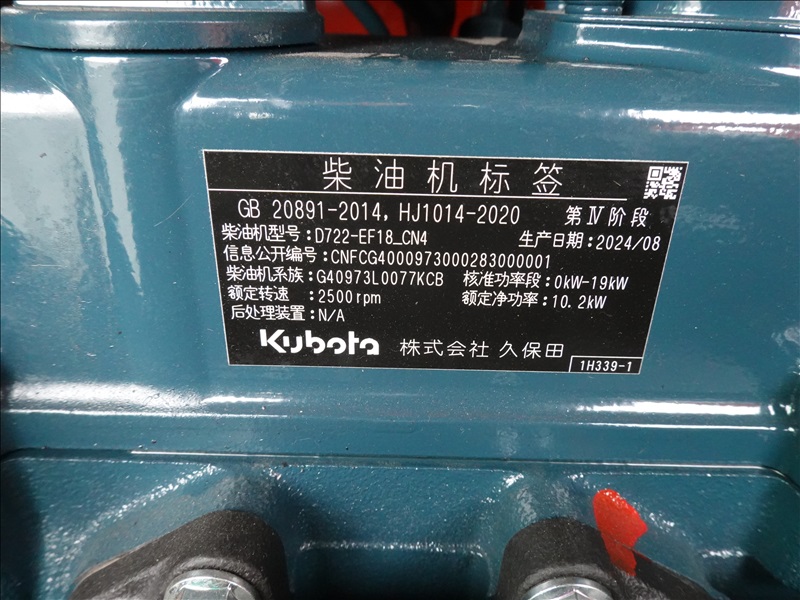 柴油机标签
GB 20891-2014, HJ1014-2020 第Ⅳ阶段
柴油机型号:D722-EF18_CN4 生产日期:2024/08
信息公开编号:CNFCG4000973000283000001
柴油机系族:G40973L0077KCB 核准功率段:0kW-19kW
额定转速 :2500rpm 额定净功率:10.2kW
后处理装置:N/A
Kubota 株式会社 久保田
1H339-1